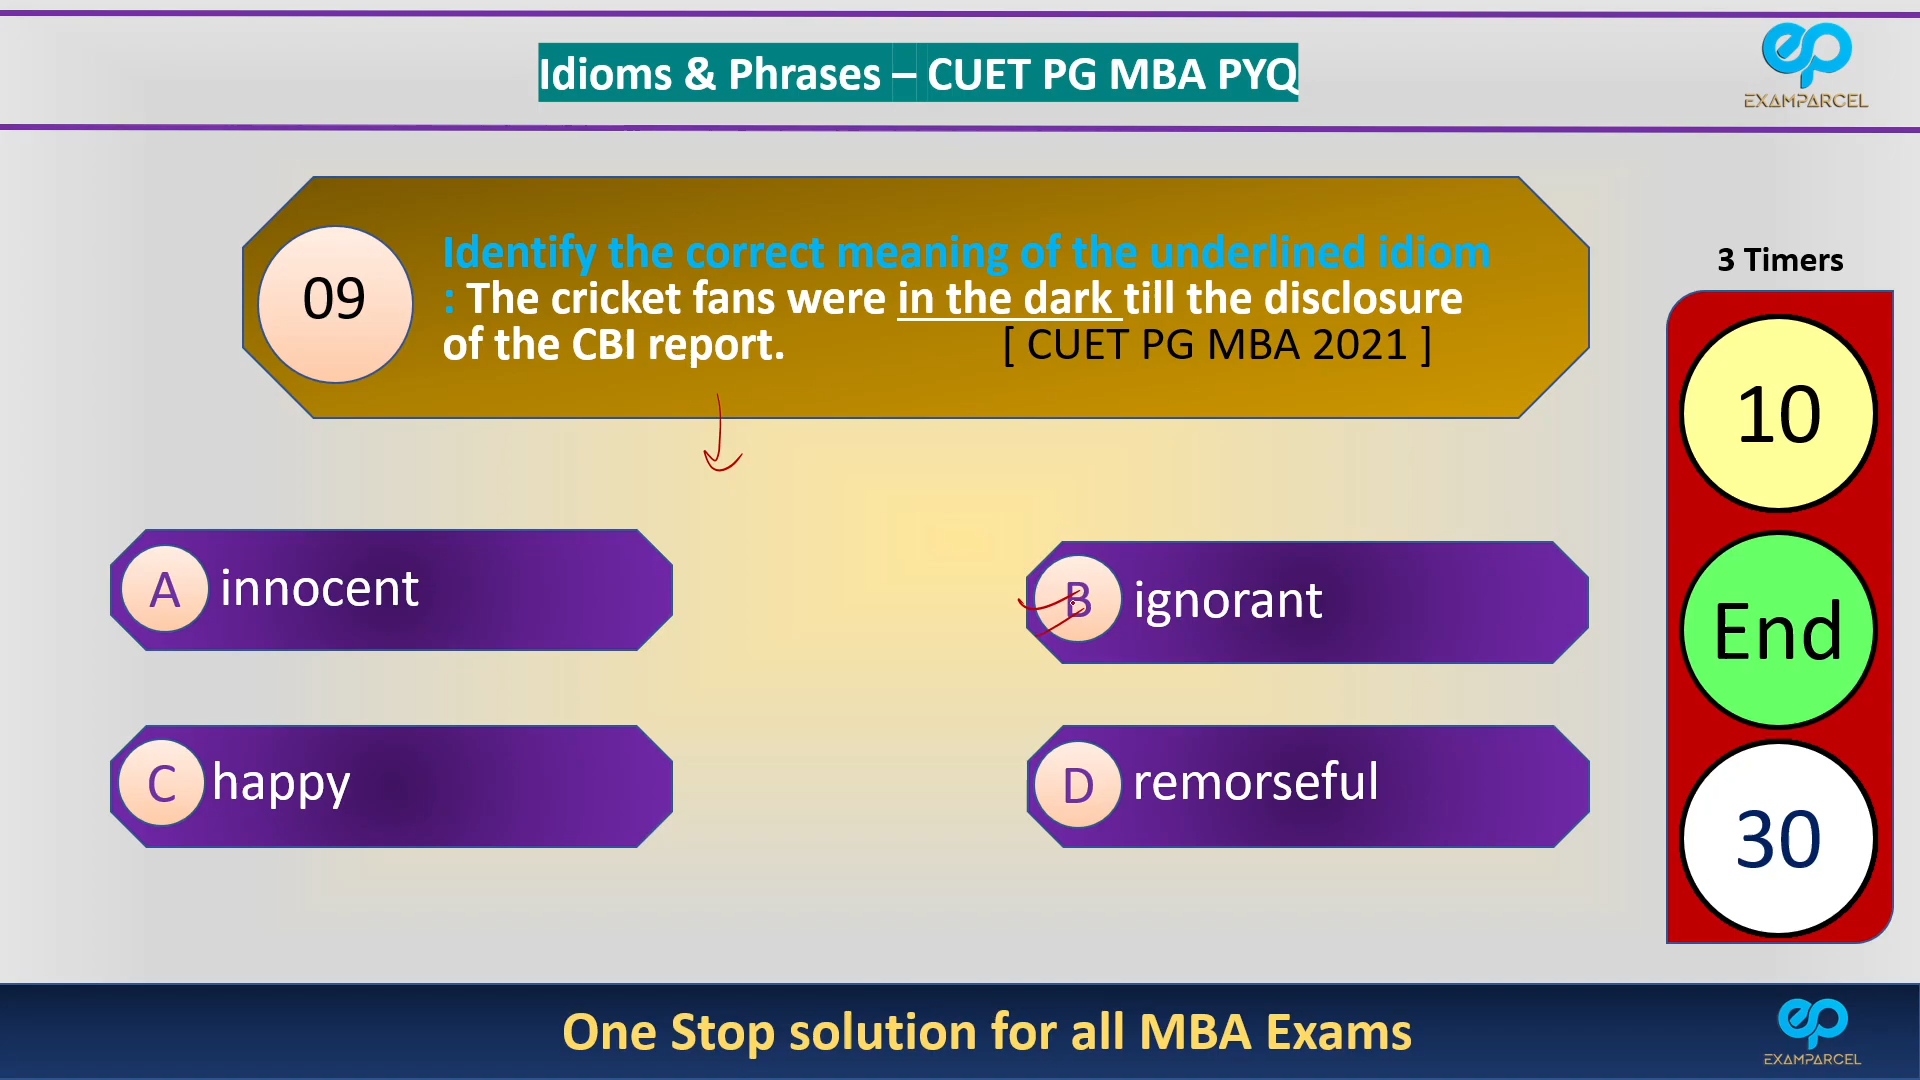 Idioms & Phrases – CUET PG MBA PYQ
EXAMPARCEL
09
Identify the correct meaning of the underlined idiom
: The cricket fans were in the dark till the disclosure
of the CBI report. [ CUET PG MBA 2021 ]
3 Timers
10
End
30
A innocent
B ignorant
C happy
D remorseful
One Stop solution for all MBA Exams
EXAMPARCEL